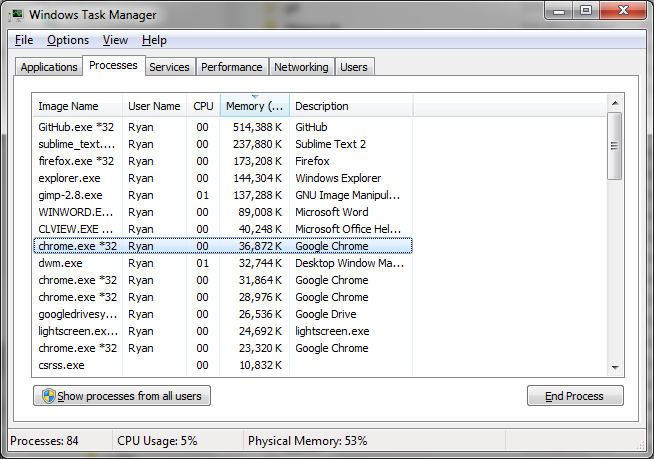 Windows Task Manager
File Options View Help
Applications Processes Services Performance Networking Users
Image Name User Name CPU Memory (... Description
GitHub.exe *32 Ryan 00 514,388 K GitHub
sublime_text.... Ryan 00 237,880 K Sublime Text 2
firefox.exe *32 Ryan 00 173,208 K Firefox
explorer.exe Ryan 00 144,304 K Windows Explorer
gimp-2.8.exe Ryan 01 137,288 K GNU Image Manipul...
WINWORD.E... Ryan 00 89,008 K Microsoft Word
CLVIEW.EXE ... Ryan 00 40,248 K Microsoft Office Hel...
chrome.exe *32 Ryan 00 36,872 K Google Chrome
dwm.exe Ryan 01 32,744 K Desktop Window Ma...
chrome.exe *32 Ryan 00 31,864 K Google Chrome
chrome.exe *32 Ryan 00 28,976 K Google Chrome
googledrivesy... Ryan 00 26,536 K Google Drive
lightscreen.ex... Ryan 00 24,692 K lightscreen.exe
chrome.exe *32 Ryan 00 23,320 K Google Chrome
csrss.exe 00 10,832 K
Show processes from all users End Process
Processes: 84 CPU Usage: 5% Physical Memory: 53%